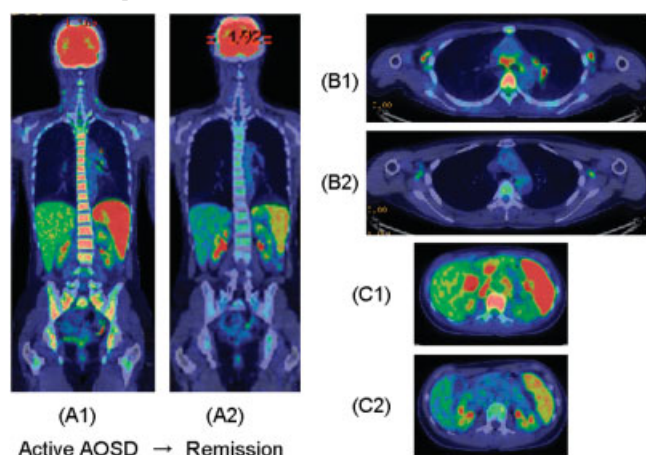 (A1)
(A2)
Active AOSD → Remission
(B1)
(B2)
(C1)
(C2)